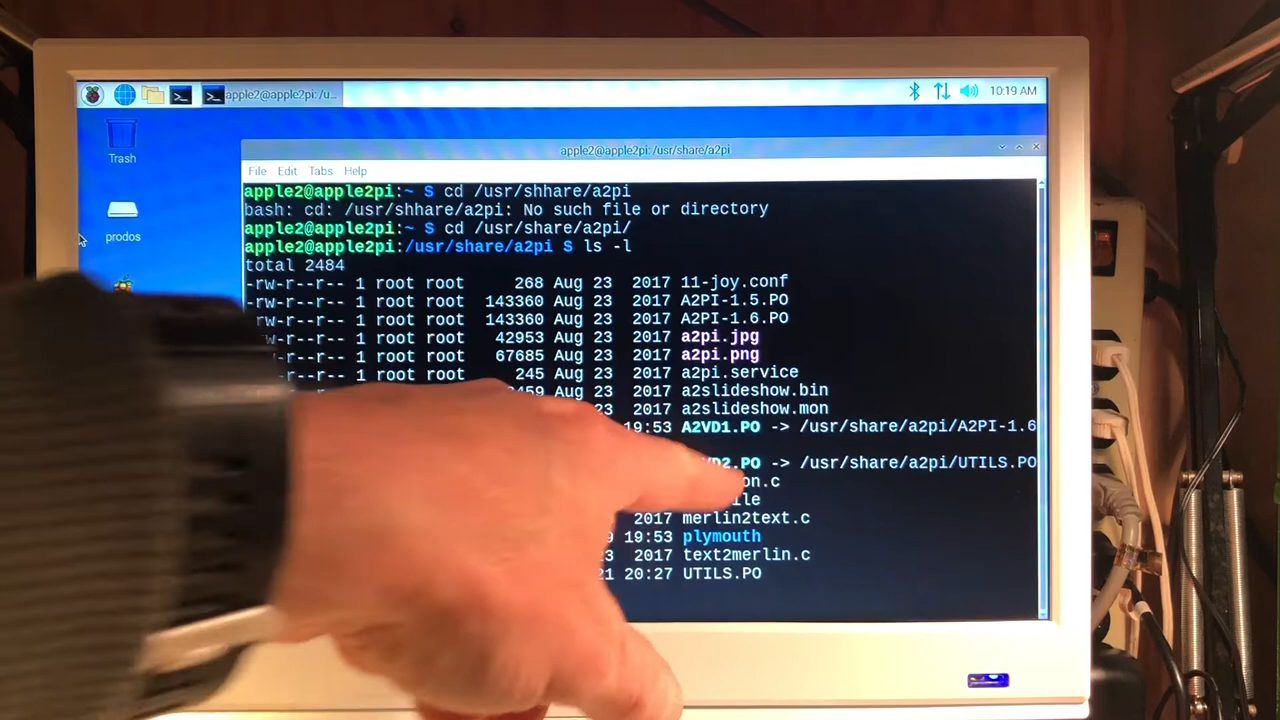 apple2@apple2pi: /u...
10:19 AM
Trash
prodos
apple2@apple2pi: /usr/share/a2pi
File Edit Tabs Help
apple2@apple2pi:~ $ cd /usr/shhare/a2pi
bash: cd: /usr/shhare/a2pi: No such file or directory
apple2@apple2pi:~ $ cd /usr/share/a2pi/
apple2@apple2pi:/usr/share/a2pi $ ls -l
total 2484
-rw-r--r-- 1 root root 268 Aug 23 2017 11-joy.conf
-rw-r--r-- 1 root root 143360 Aug 23 2017 A2PI-1.5.PO
rw-r--r-- 1 root root 143360 Aug 23 2017 A2PI-1.6.PO
w-r--r-- 1 root root 42953 Aug 23 2017 a2pi.jpg
-r--r-- 1 root root 67685 Aug 23 2017 a2pi.png
-r--r-- 1 root root 245 Aug 23 2017 a2pi.service
Aug 23 2017 a2slideshow.bin
23 2017 a2slideshow.mon
19:53 A2VD1.PO -> /usr/share/a2pi/A2PI-1.6
-> /usr/share/a2pi/UTILS.PO
2017 merlin2text.c
19:53 plymouth
2017 text2merlin.c
20:27 UTILS.PO